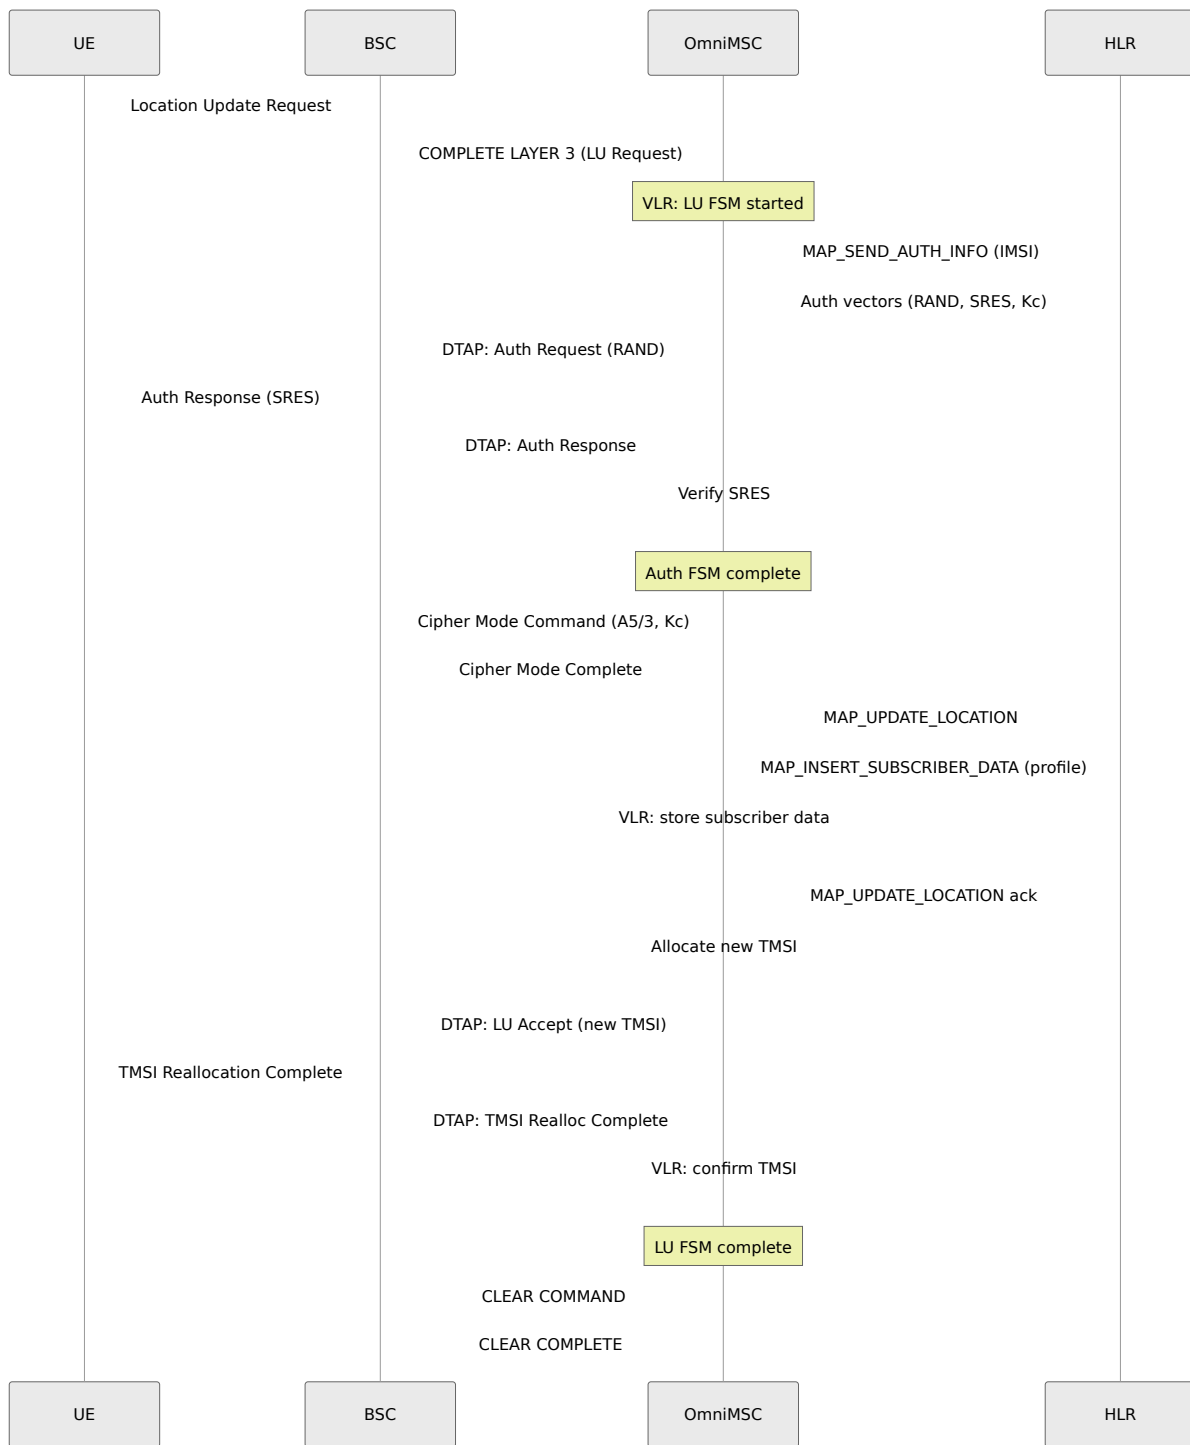 UE
BSC
OmniMSC
HLR
Location Update Request
COMPLETE LAYER 3 (LU Request)
VLR: LU FSM started
MAP_SEND_AUTH_INFO (IMSI)
Auth vectors (RAND, SRES, Kc)
DTAP: Auth Request (RAND)
Auth Response (SRES)
DTAP: Auth Response
Verify SRES
Auth FSM complete
Cipher Mode Command (A5/3, Kc)
Cipher Mode Complete
MAP_UPDATE_LOCATION
MAP_INSERT_SUBSCRIBER_DATA (profile)
VLR: store subscriber data
MAP_UPDATE_LOCATION ack
Allocate new TMSI
DTAP: LU Accept (new TMSI)
TMSI Reallocation Complete
DTAP: TMSI Realloc Complete
VLR: confirm TMSI
LU FSM complete
CLEAR COMMAND
CLEAR COMPLETE
UE
BSC
OmniMSC
HLR